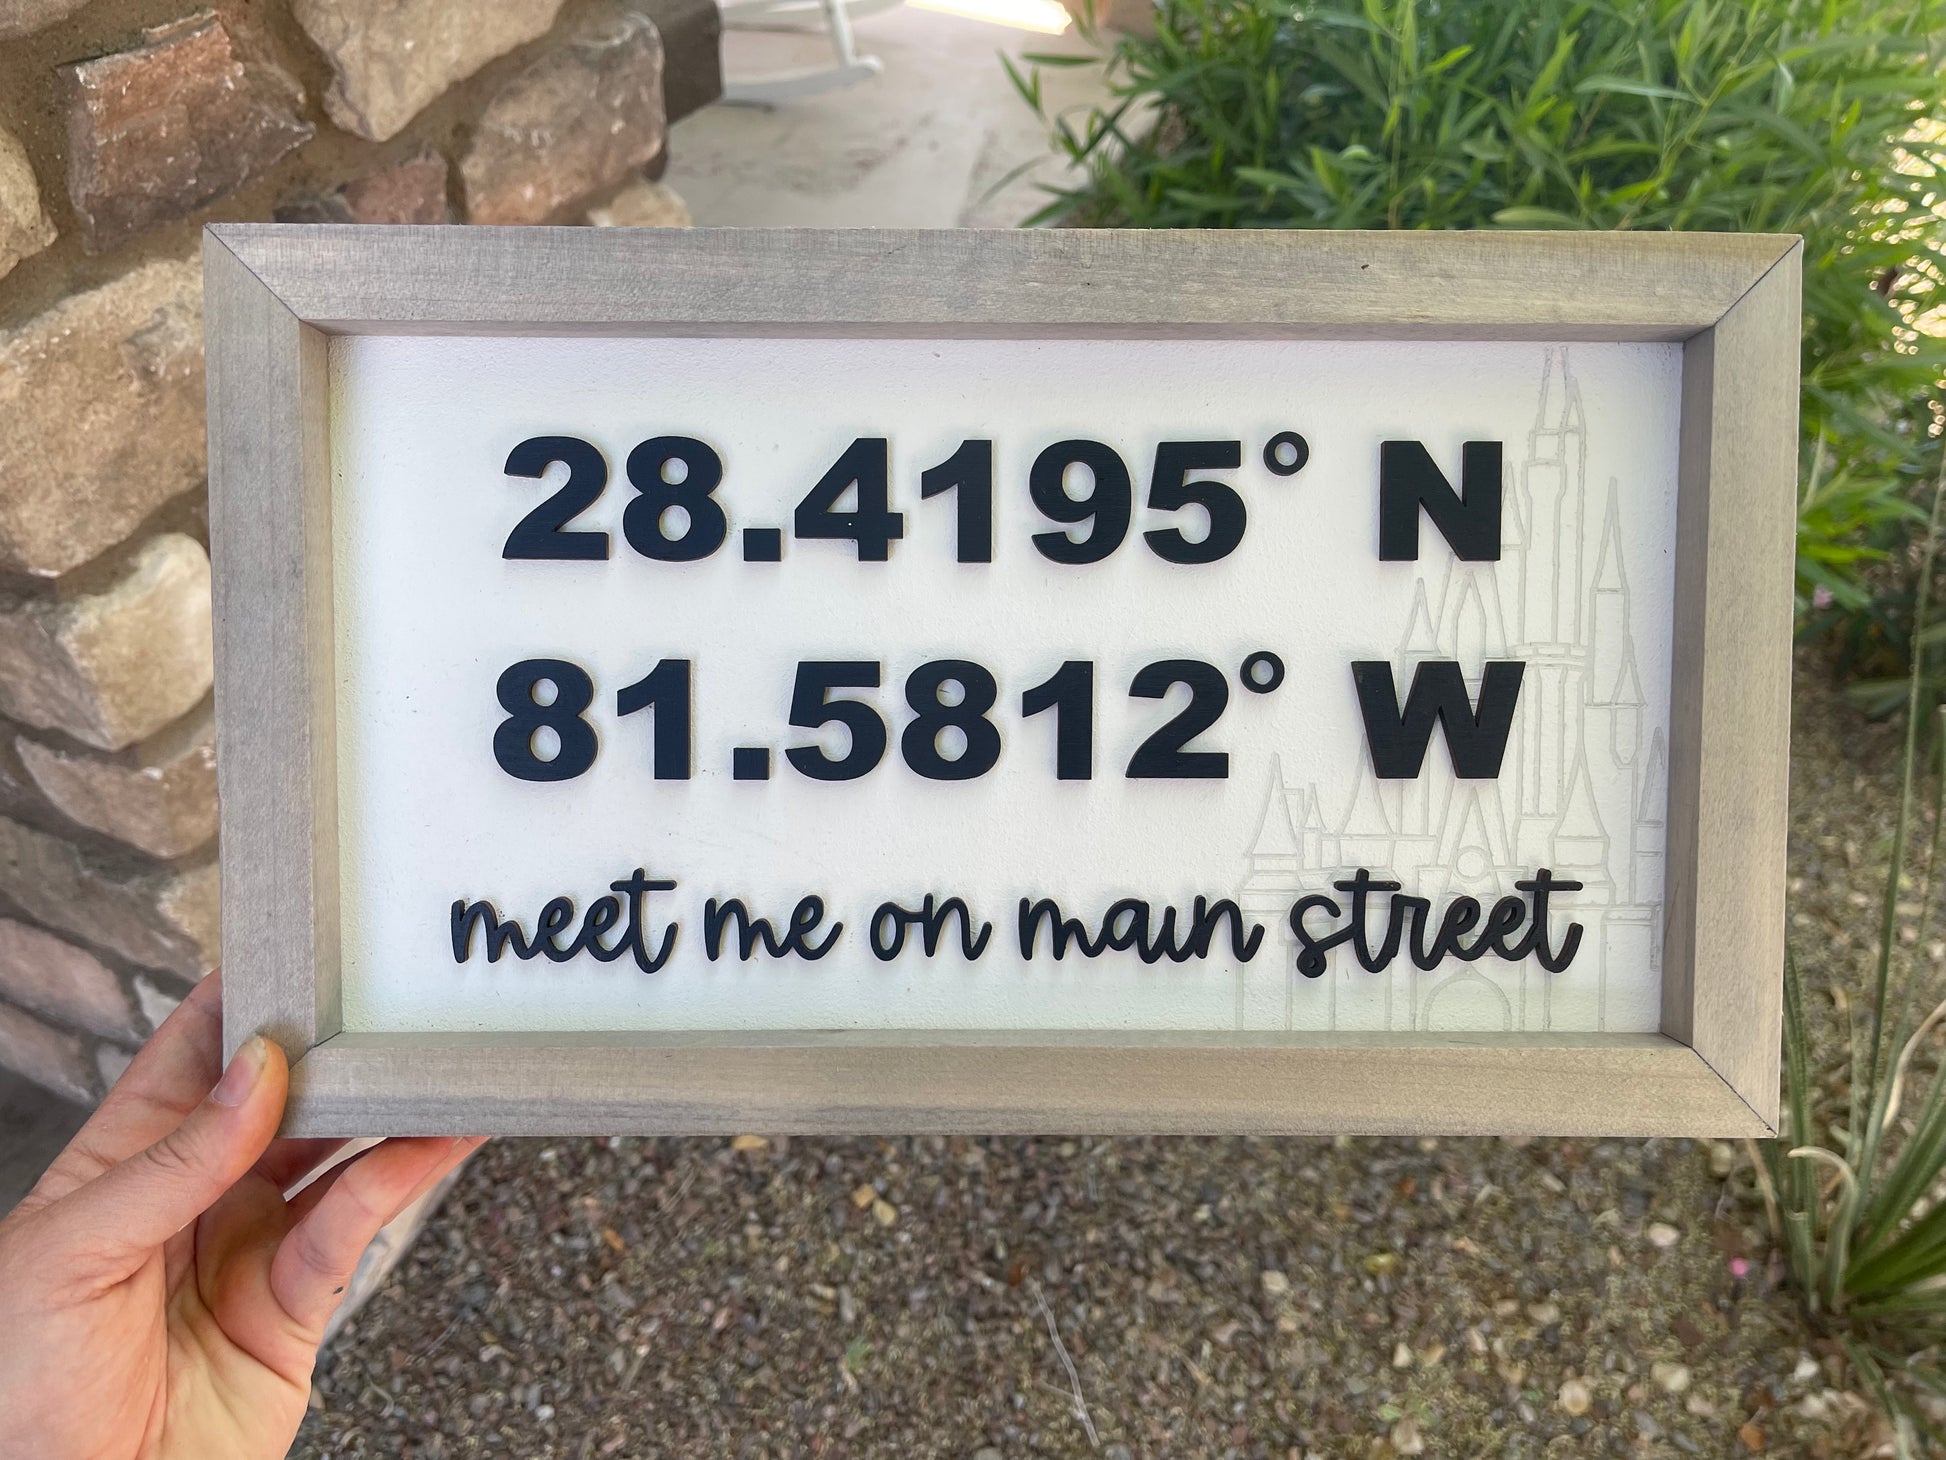 28.4195° N
81.5812° W
meet me on main street